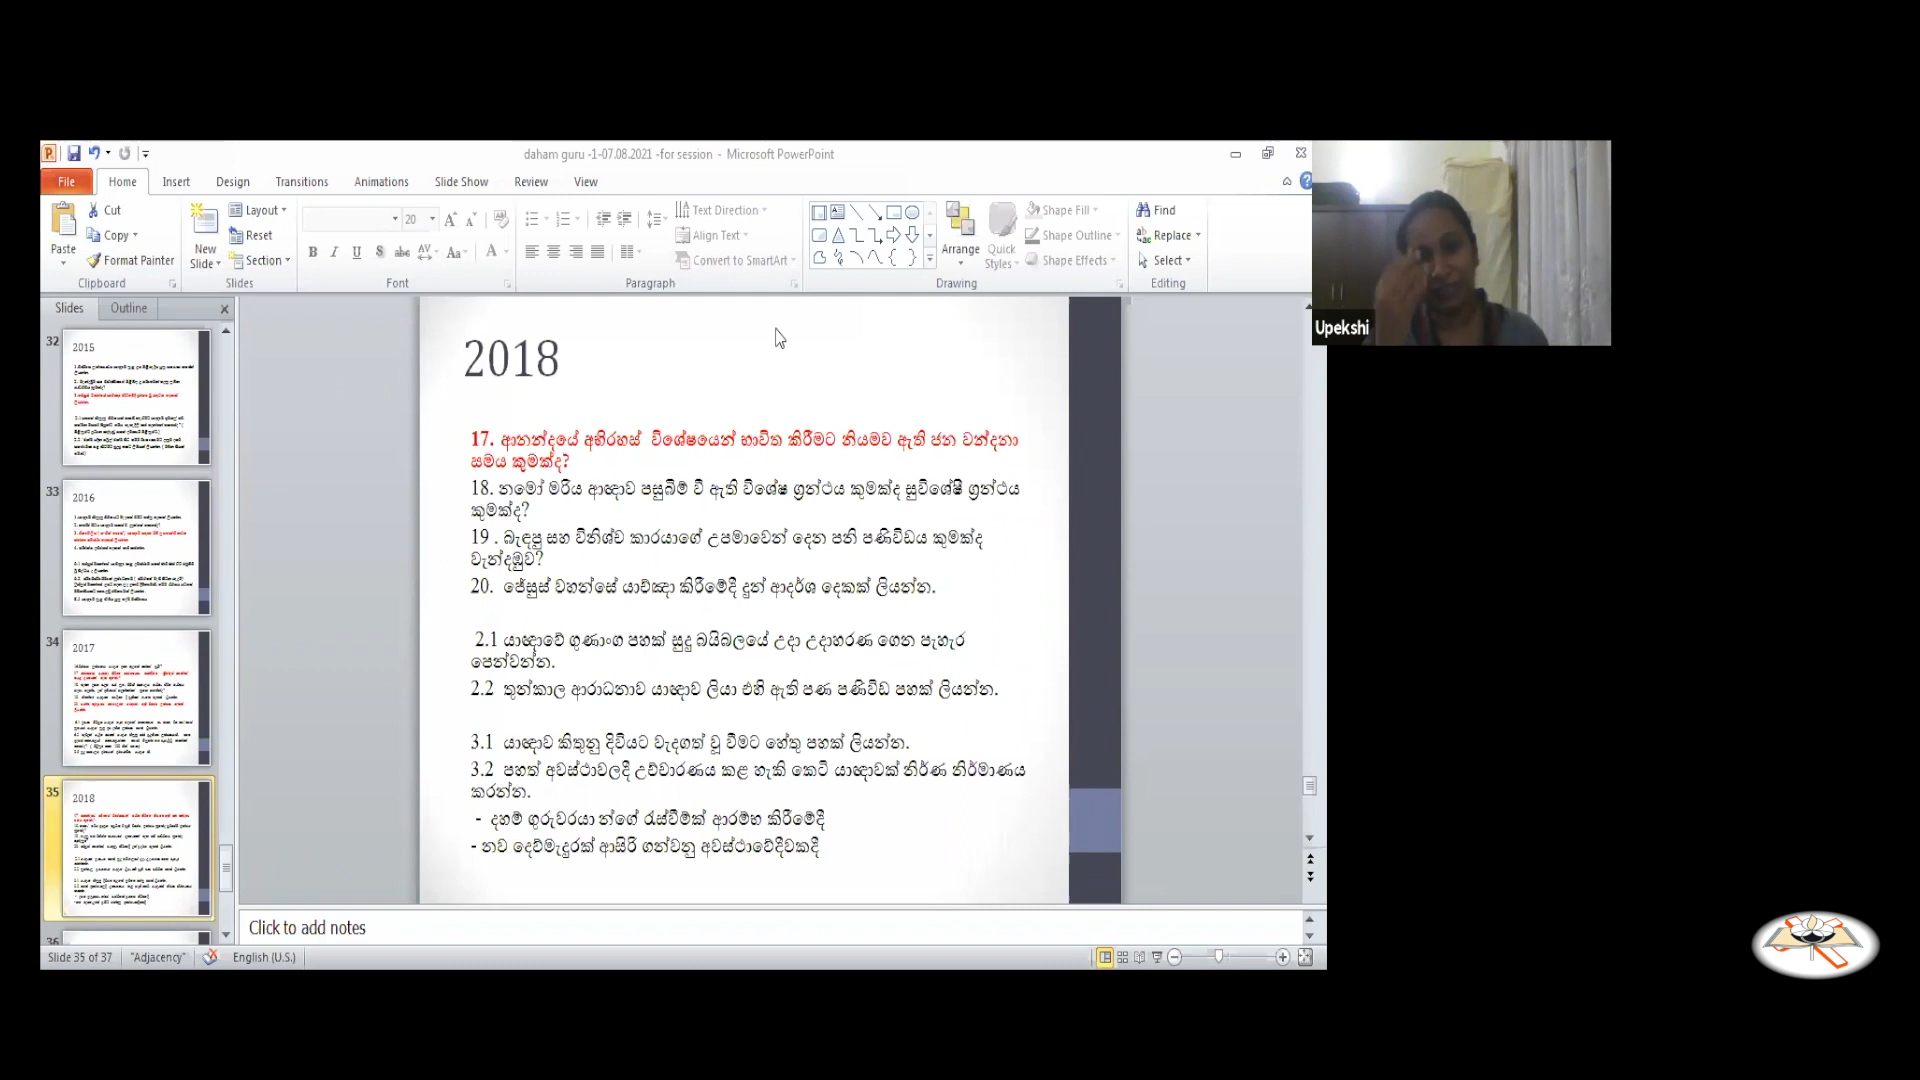 daham guru -1-07.08.2021 -for session - Microsoft PowerPoint
File Home Insert Design Transitions Animations Slide Show Review View
Cut
Copy
Format Painter
Paste
Clipboard
New Slide
Layout
Reset
Section
Slides
20
Font
Paragraph
Text Direction
Align Text
Convert to SmartArt
Arrange
Quick Styles
Shape Fill
Shape Outline
Shape Effects
Drawing
Find
Replace
Select
Editing
Slides Outline
32
2015
33
2016
34
2017
35
2018
36
2018
17. ආනන්දයේ අභිරහස් විශේෂයෙන් භාවිත කිරීමට නියමව ඇති ජන වන්දනා
සමය කුමක්ද?
18. නමෝ මරිය ආඥාව පසුබිම් වී ඇති විශේෂ ග්‍රන්ථය කුමක්ද සුවිශේෂී ග්‍රන්ථය
කුමක්ද?
19 . බැඳපු සහ විනිශ්ච කාරයාගේ උපමාවෙන් දෙන පනි පණිවිඩය කුමක්ද
වැන්දඹුව?
20. ජේසුස් වහන්සේ යාච්ඤා කිරීමේදී දුන් ආදර්ශ දෙකක් ලියන්න.
2.1 යාඥාවේ ගුණාංග පහක් සුදු බයිබලයේ උදා උදාහරණ ගෙන පැහැර
පෙන්වන්න.
2.2 තුන්කාල ආරාධනාව යාඥාව ලියා එහි ඇති පණ පණිවිඩ පහක් ලියන්න.
3.1 යාඥාව කිතුනු දිවියට වැදගත් වූ වීමට හේතු පහක් ලියන්න.
3.2 පහත් අවස්ථාවලදී උච්චාරණය කළ හැකි කෙටි යාඥාවක් නිර්ණ නිර්මාණය
කරන්න.
- දහම් ගුරුවරයා න්ගේ රැස්වීම්ක් ආරම්භ කිරීමේදී
- නව දෙව්මැදුරක් ආසිරි ගන්වනු අවස්ථාවේදීවකදී
Click to add notes
Slide 35 of 37 "Adjacency" English (U.S.)
Upekshi